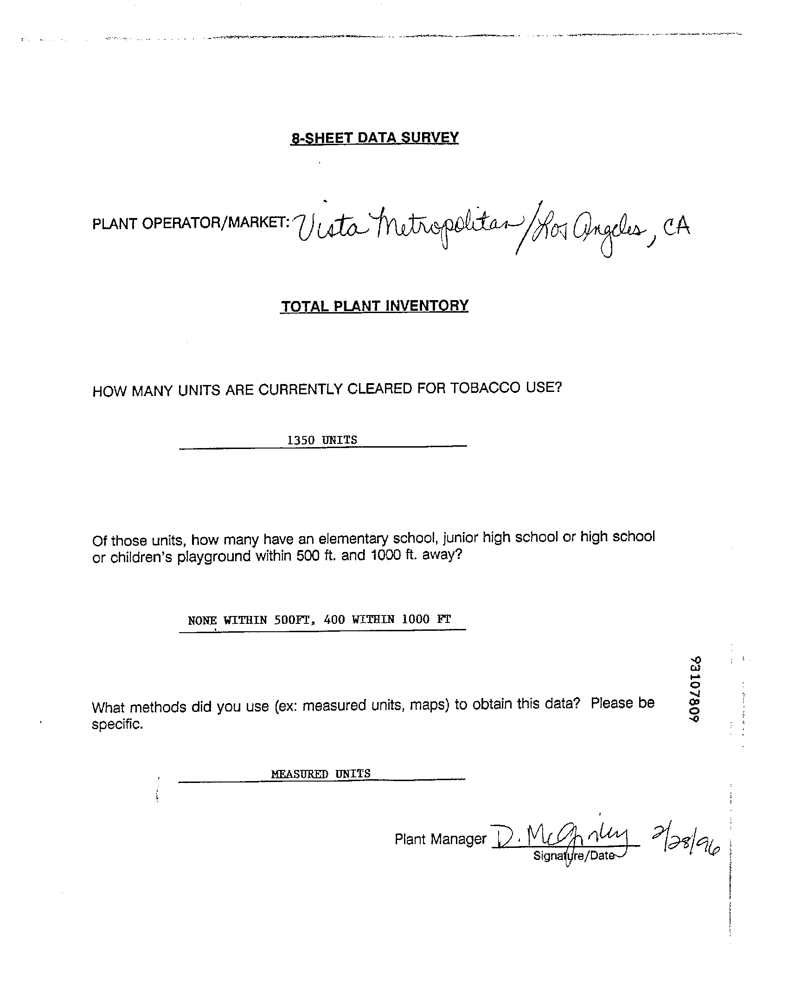 8-SHEET DATA SURVEY
PLANT OPERATOR/MARKET: Vista Metropolitan/Los Angeles, CA
TOTAL PLANT INVENTORY
HOW MANY UNITS ARE CURRENTLY CLEARED FOR TOBACCO USE?
1350 UNITS
Of those units, how many have an elementary school, junior high school or high school
or children's playground within 500 ft. and 1000 ft. away?
NONE WITHIN 500FT, 400 WITHIN 1000 FT
93107809
What methods did you use (ex: measured units, maps) to obtain this data? Please be
specific.
MEASURED UNITS
Plant Manager D. 2/28/96
Signature/Date